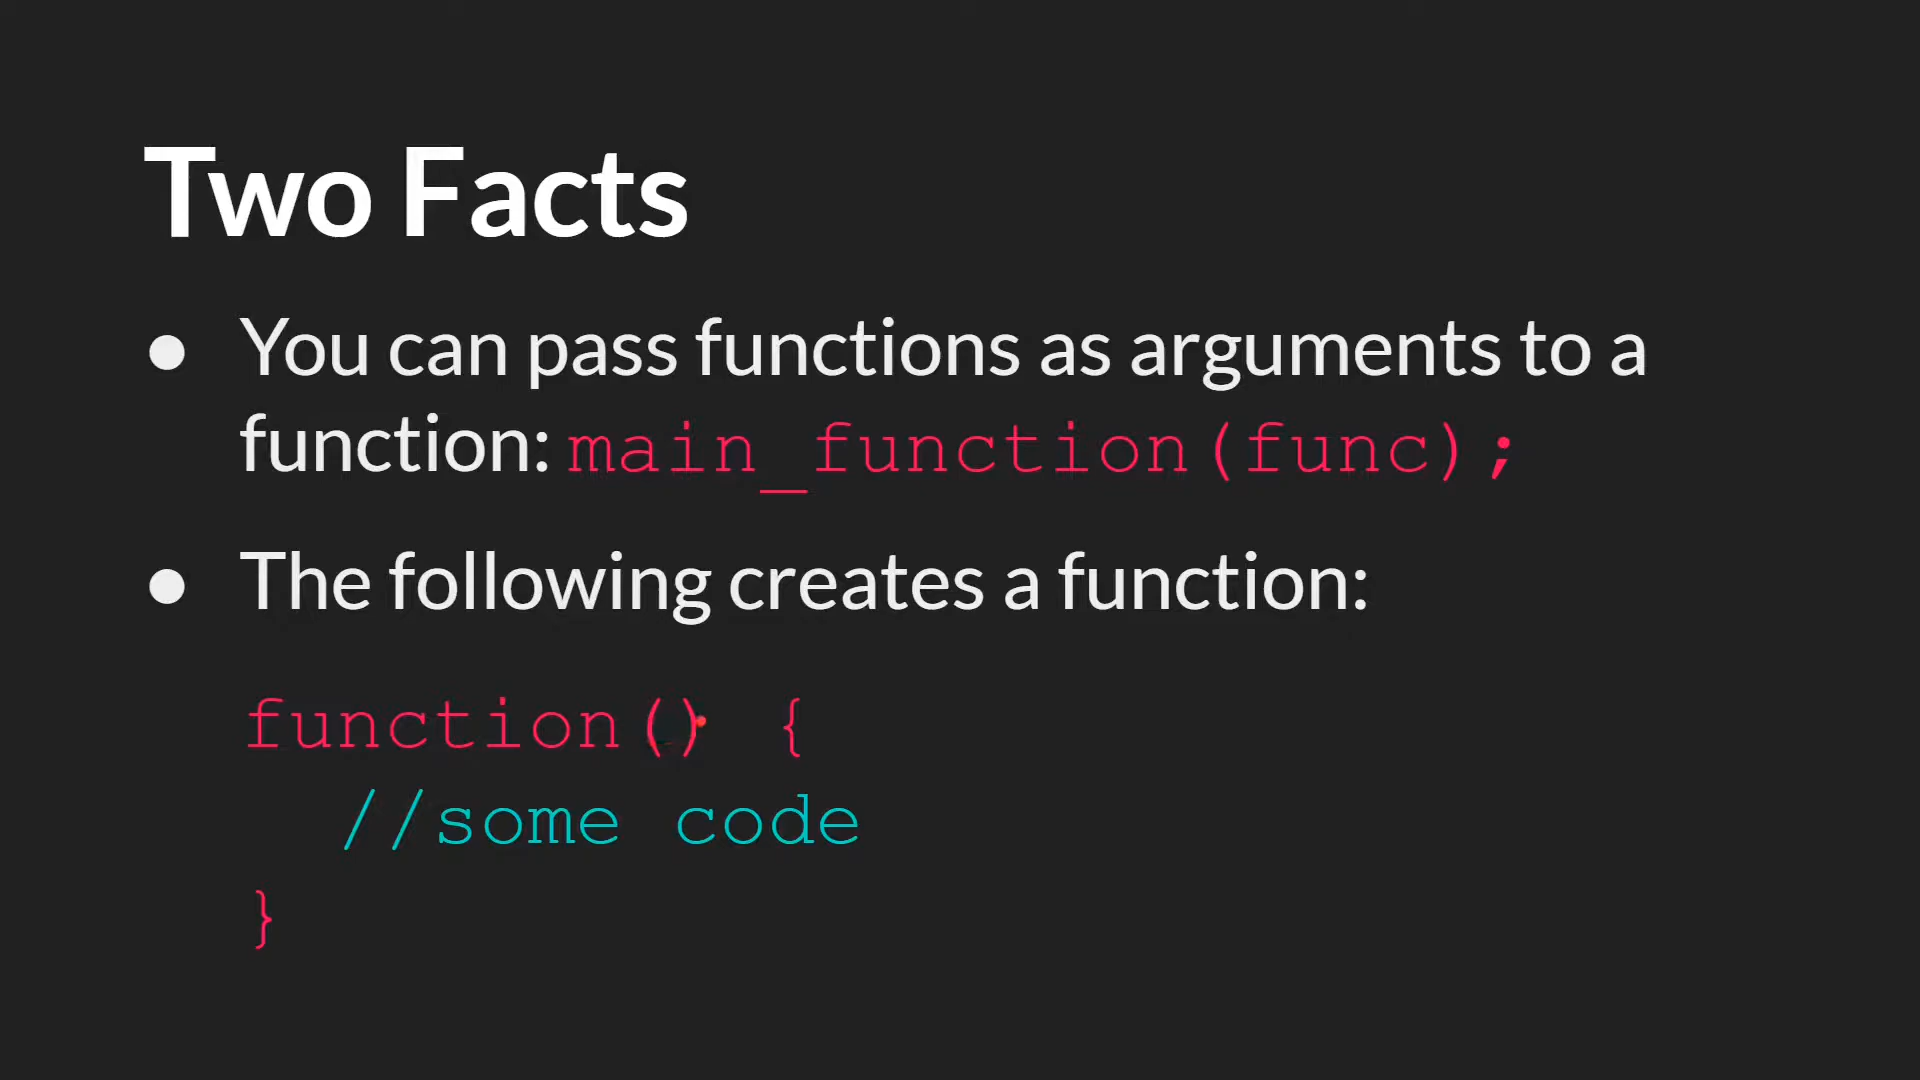 Two Facts
● You can pass functions as arguments to a
function: main_function(func);
● The following creates a function:
function() {
//some code
}